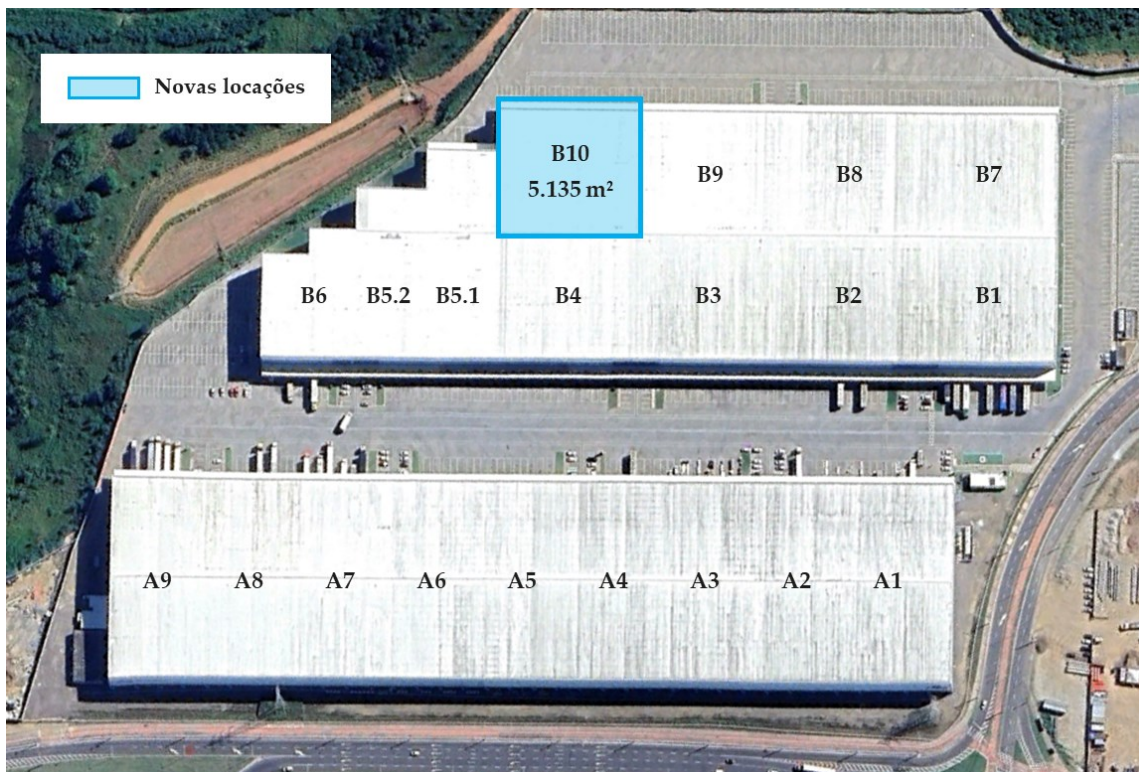 Novas locações
B10
5.135 m²
B9
B8
B7
B6
B5.2
B5.1
B4
B3
B2
B1
A9
A8
A7
A6
A5
A4
A3
A2
A1